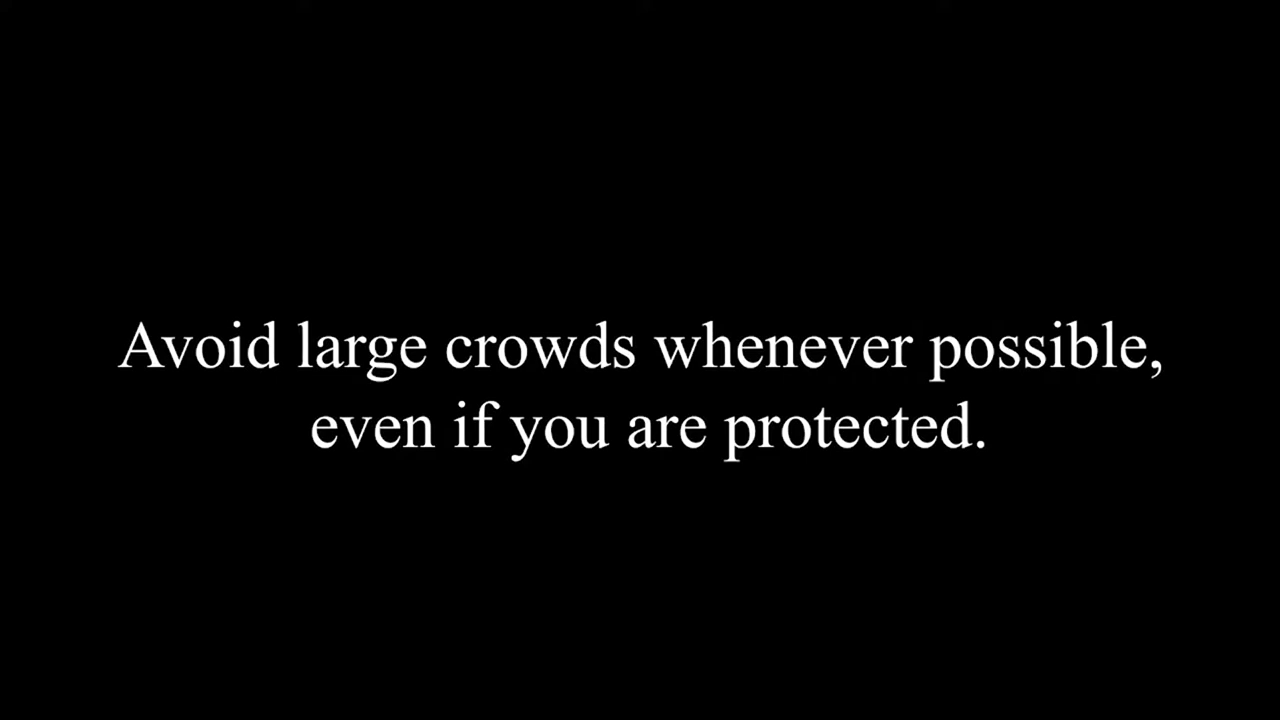 Avoid large crowds whenever possible,
even if you are protected.